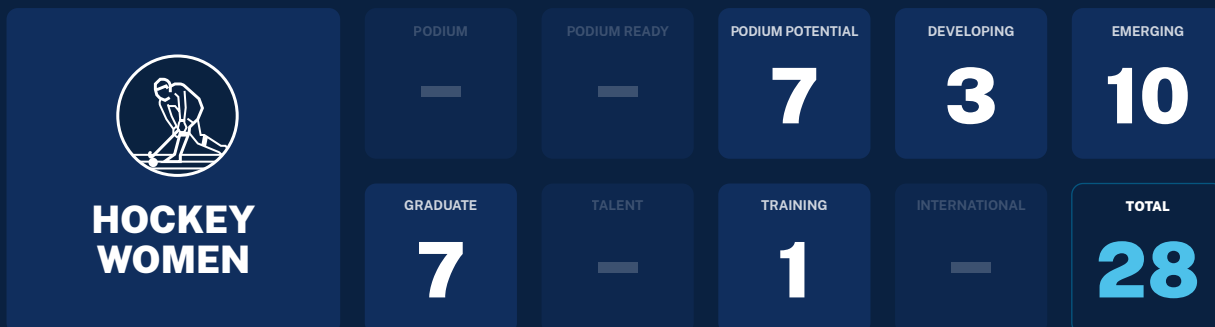 HOCKEY
WOMEN
PODIUM
—
PODIUM READY
—
PODIUM POTENTIAL
7
DEVELOPING
3
EMERGING
10
GRADUATE
7
TALENT
—
TRAINING
1
INTERNATIONAL
—
TOTAL
28